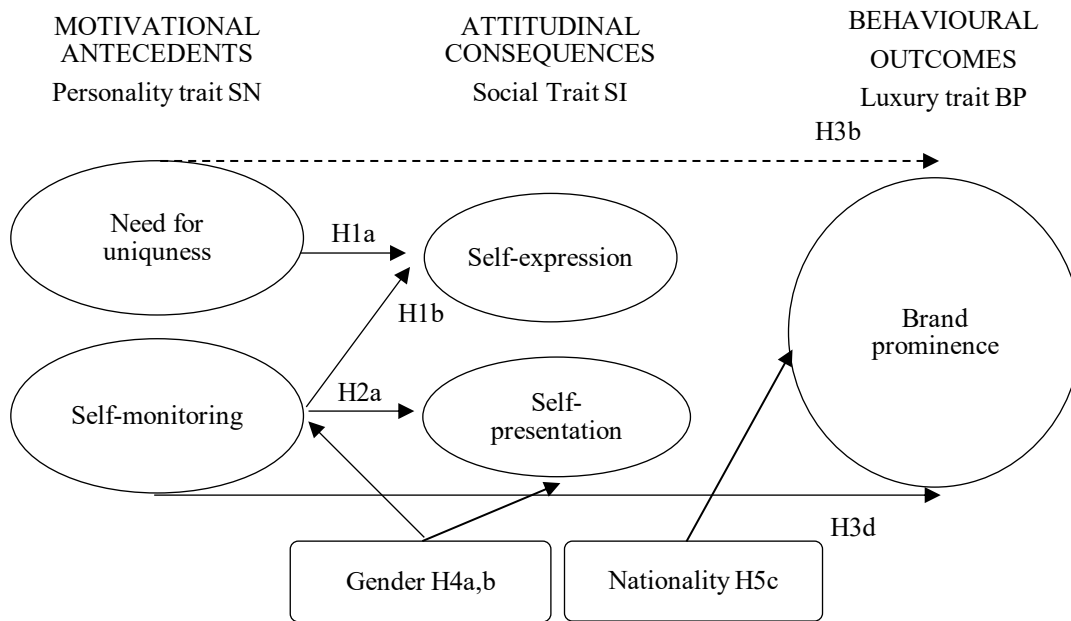 MOTIVATIONAL
ANTECEDENTS
Personality trait SN
ATTITUDINAL
CONSEQUENCES
Social Trait SI
BEHAVIOURAL
OUTCOMES
Luxury trait BP
H3b
Need for
uniquness
H1a
Self-expression
H1b
Brand
prominence
Self-monitoring
H2a
Self-
presentation
H3d
Gender H4a,b
Nationality H5c